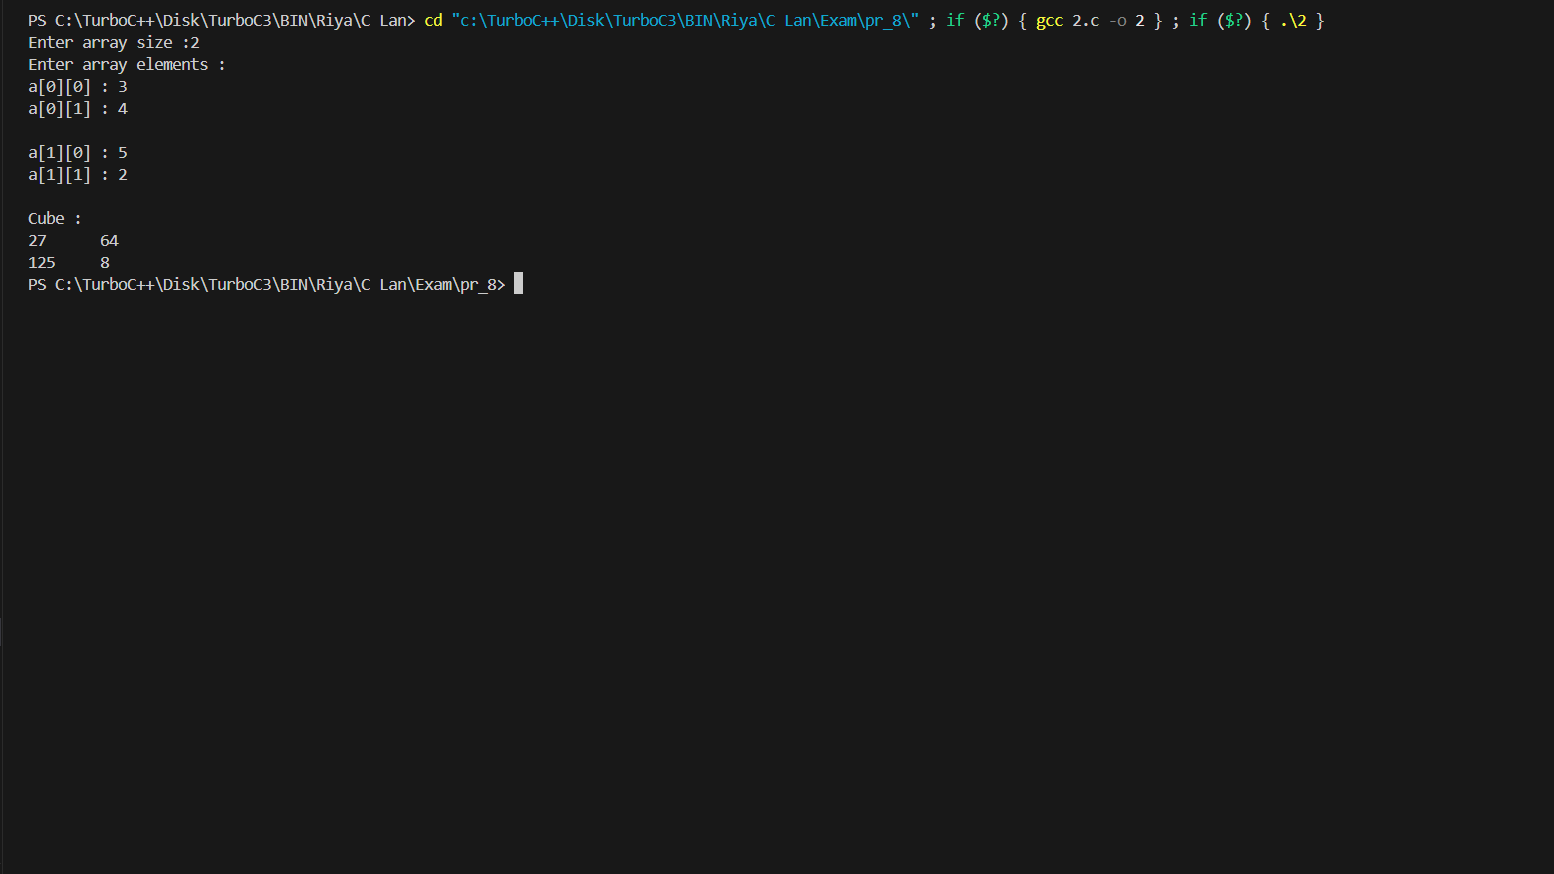 PS C:\TurboC++\Disk\TurboC3\BIN\Riya\C Lan> cd "c:\TurboC++\Disk\TurboC3\BIN\Riya\C Lan\Exam\pr_8\" ; if ($?) { gcc 2.c -o 2 } ; if ($?) { .\2 }
Enter array size :2
Enter array elements :
a[0][0] : 3
a[0][1] : 4
a[1][0] : 5
a[1][1] : 2
Cube :
27      64
125     8
PS C:\TurboC++\Disk\TurboC3\BIN\Riya\C Lan\Exam\pr_8>